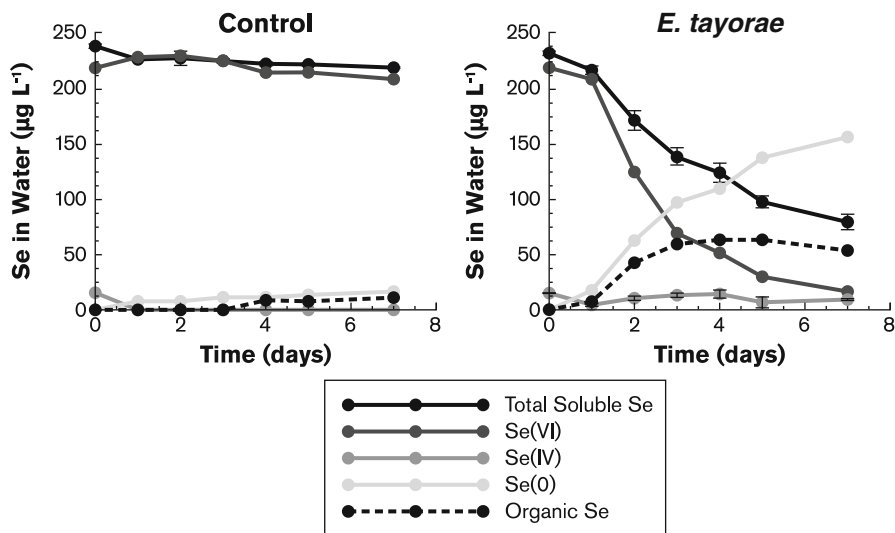 Control
Se in Water (µg L⁻¹)
250
200
150
100
50
0
0 2 4 6 8
Time (days)
E. tayorae
Se in Water (µg L⁻¹)
250
200
150
100
50
0
0 2 4 6 8
Time (days)
Total Soluble Se
Se(VI)
Se(IV)
Se(0)
Organic Se